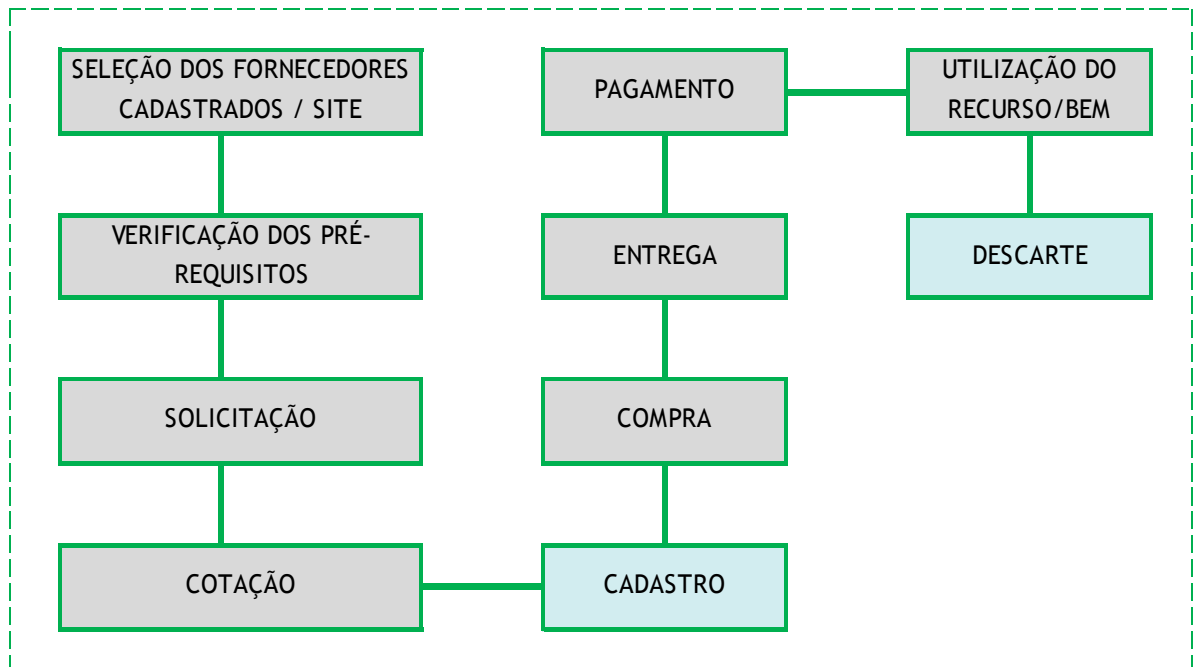 SELEÇÃO DOS FORNECEDORES
CADASTRADOS / SITE
VERIFICAÇÃO DOS PRÉ-
REQUISITOS
SOLICITAÇÃO
COTAÇÃO
CADASTRO
COMPRA
ENTREGA
PAGAMENTO
UTILIZAÇÃO DO
RECURSO/BEM
DESCARTE